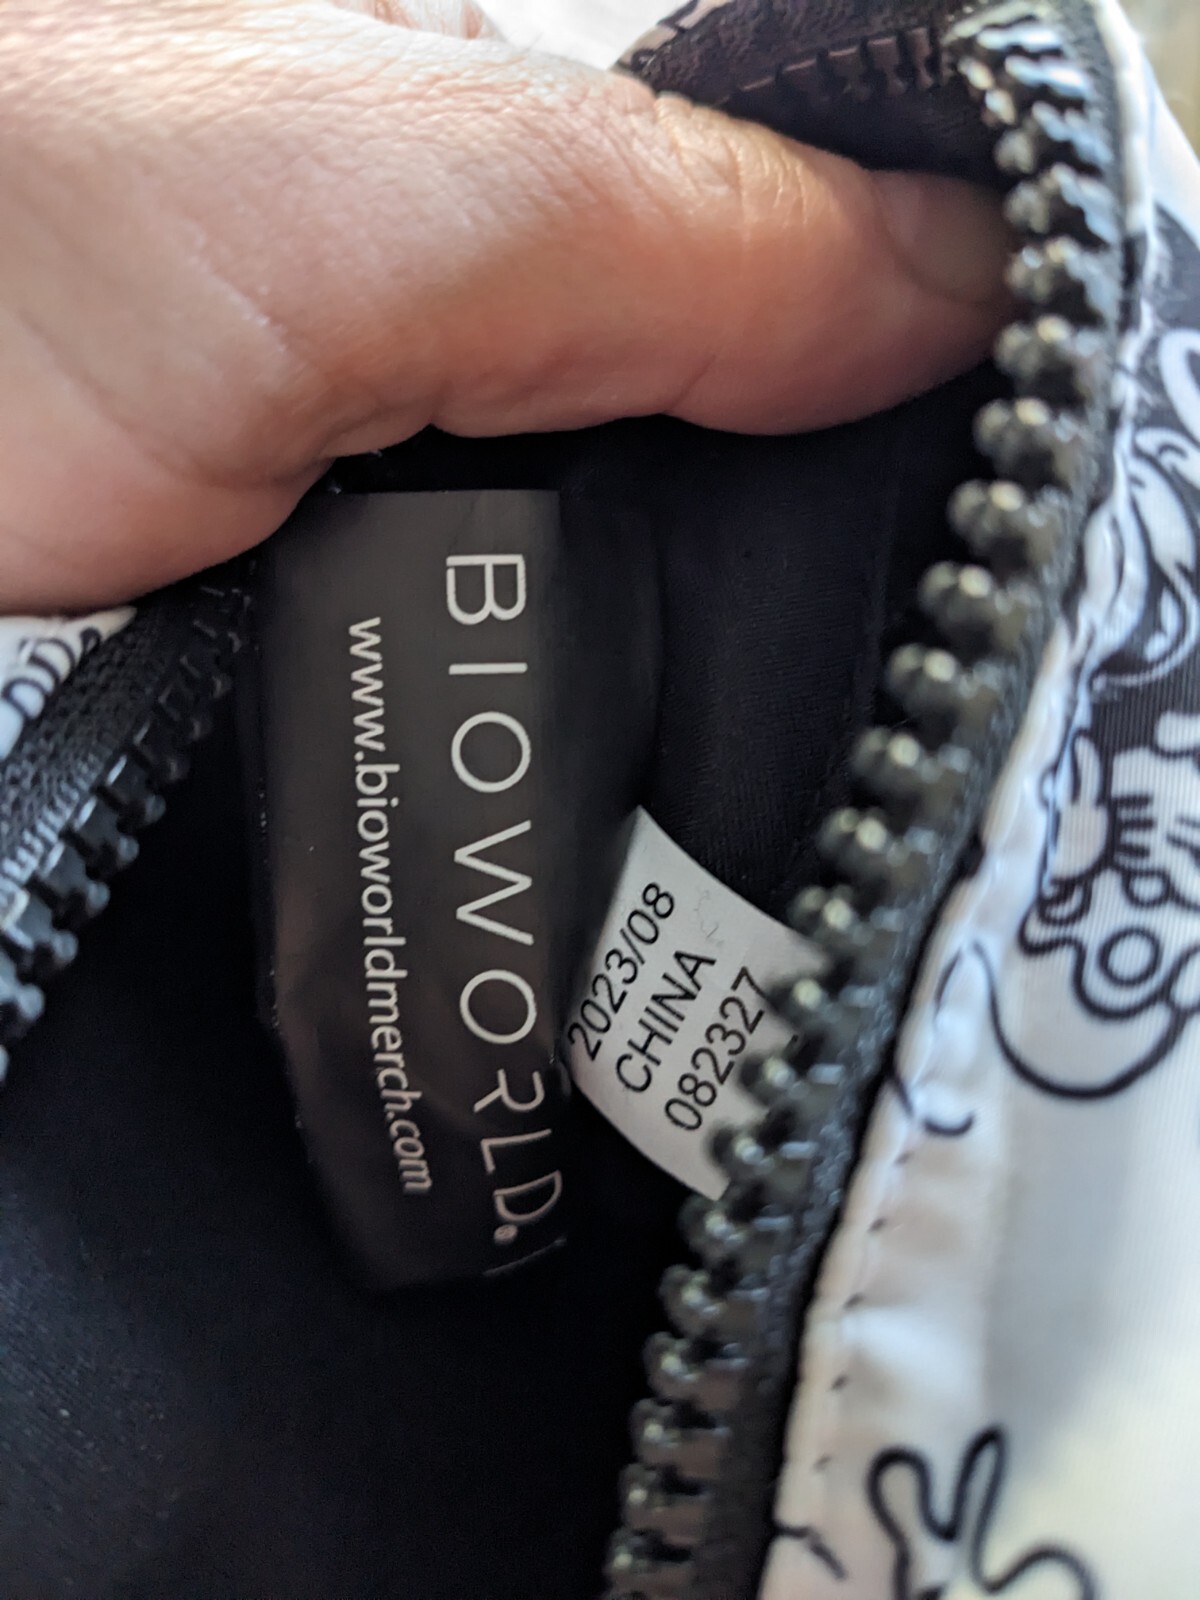 BIOWORLD.
www.bioworldmerch.com
2023/08
CHINA
082327